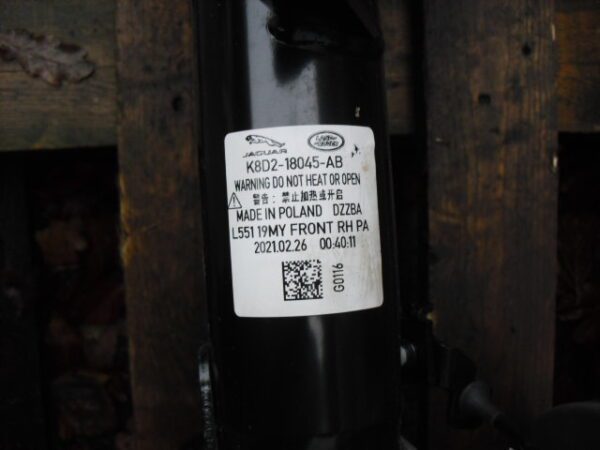 JAGUAR
LAND ROVER
K8D2-18045-AB
WARNING DO NOT HEAT OR OPEN
警告：禁止加热或开启
MADE IN POLAND DZZBA
L551 19MY FRONT RH PA
2021.02.26 00:40:11
G0116